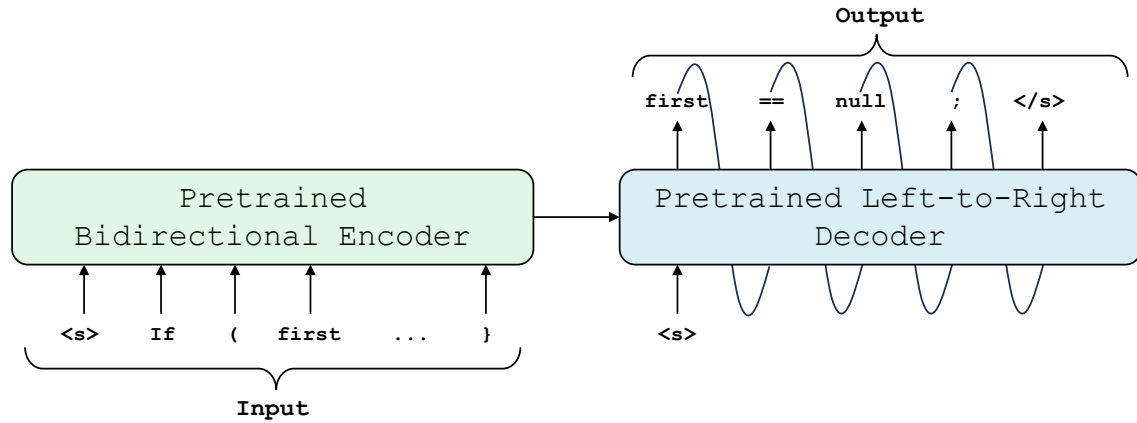 Output
first == null ; </s>
Pretrained
Bidirectional Encoder
Pretrained Left-to-Right
Decoder
<s> If ( first ... }
<s>
Input